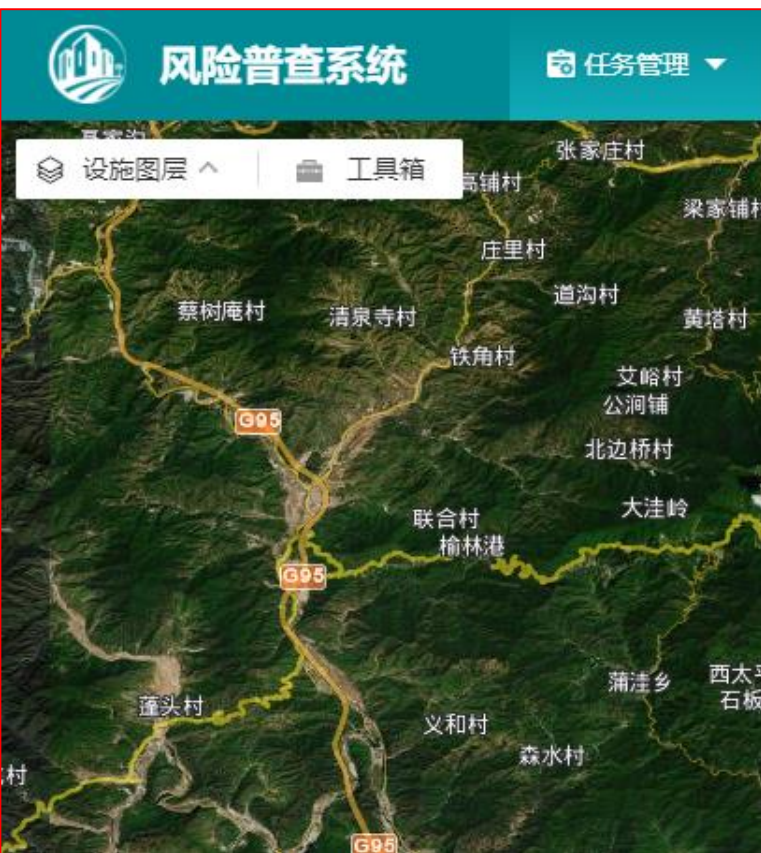 风险普查系统
任务管理
设施图层
工具箱
张家庄村
高铺村
庄里村
道沟村
蔡树庵村
清泉寺村
黄塔村
铁角村
艾峪村
公涧铺
G95
北边桥村
大洼岭
联合村
榆林港
G95
蒲洼乡
西太平
石板
蓬头村
义和村
森水村
村
G95
梁家铺村